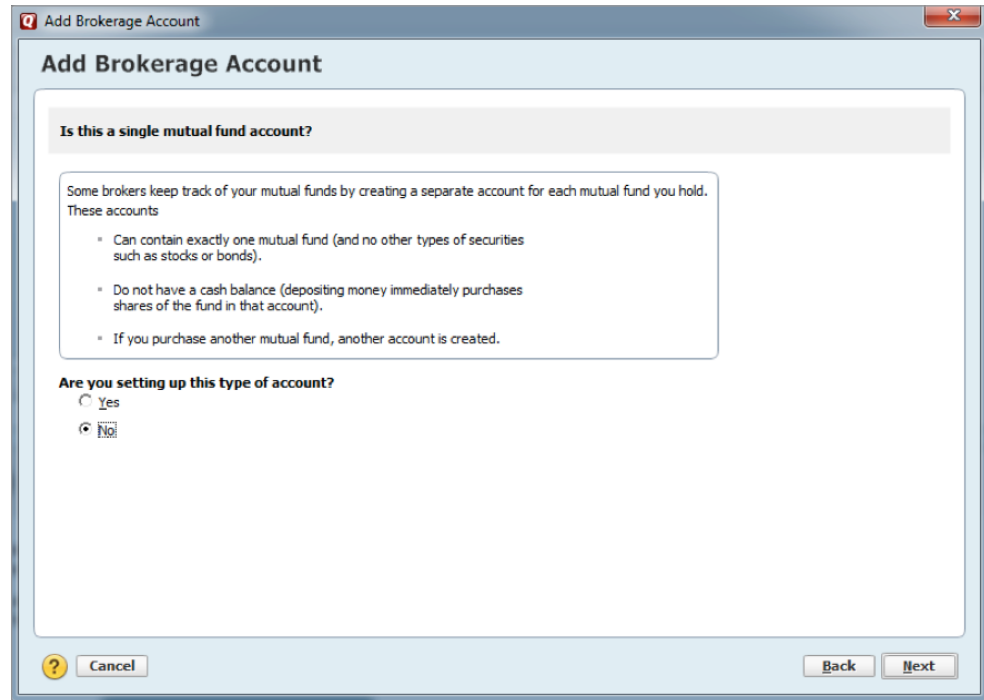 Add Brokerage Account
Add Brokerage Account
Is this a single mutual fund account?
Some brokers keep track of your mutual funds by creating a separate account for each mutual fund you hold.
These accounts
Can contain exactly one mutual fund (and no other types of securities
such as stocks or bonds).
Do not have a cash balance (depositing money immediately purchases
shares of the fund in that account).
If you purchase another mutual fund, another account is created.
Are you setting up this type of account?
Yes
No
? Cancel Back Next